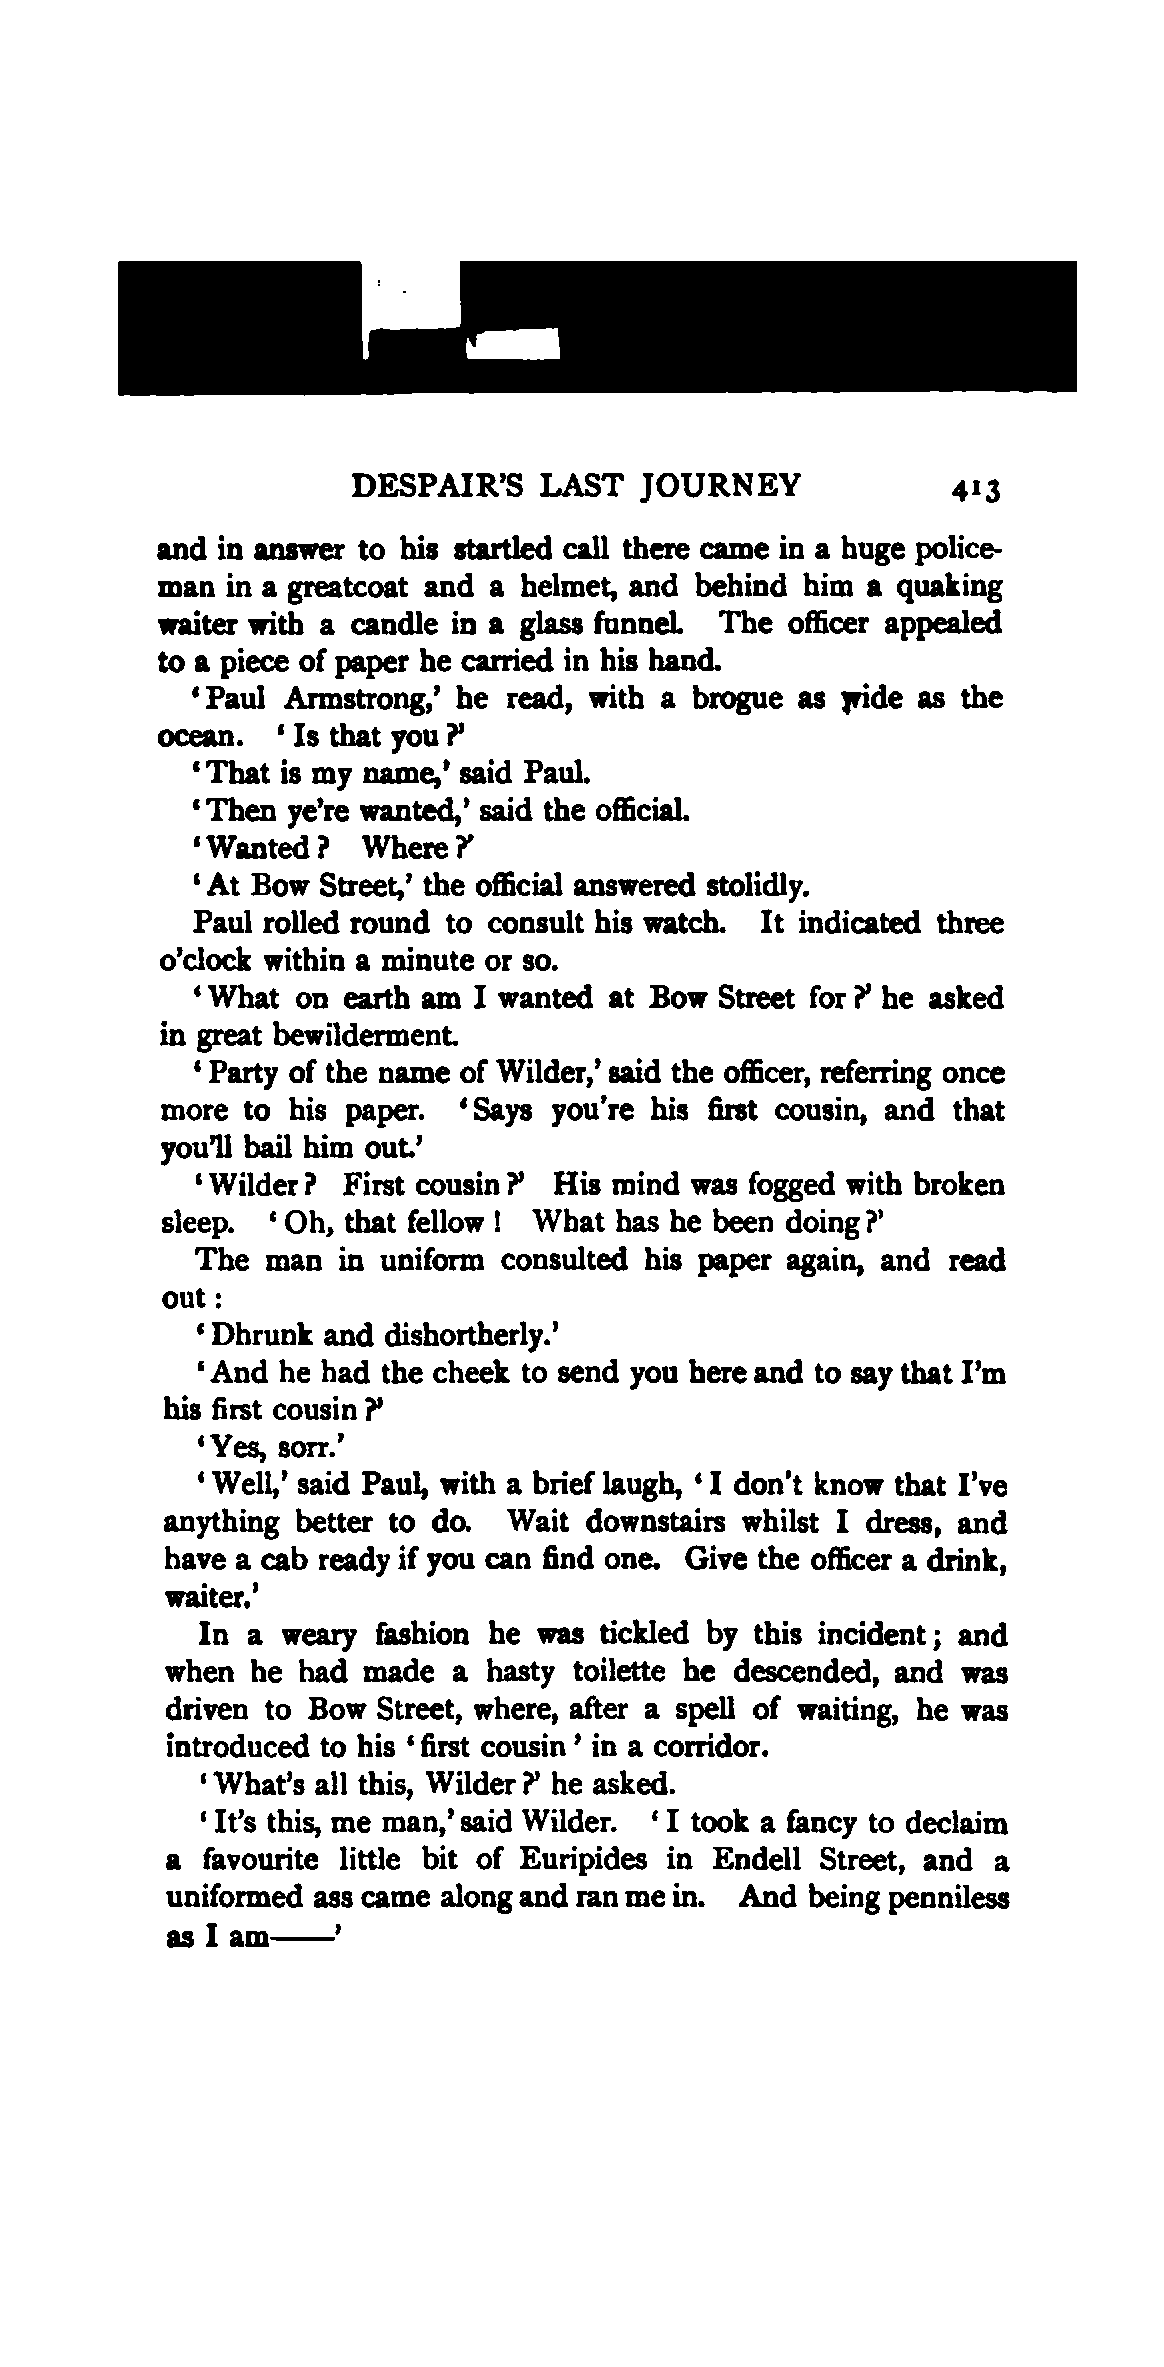 DESPAIR'S LAST JOURNEY 413
and in answer to his startled call there came in a huge police-
man in a greatcoat and a helmet, and behind him a quaking
waiter with a candle in a glass funnel. The officer appealed
to a piece of paper he carried in his hand.
'Paul Armstrong,' he read, with a brogue as wide as the
ocean. 'Is that you?'
'That is my name,' said Paul.
'Then ye're wanted,' said the official.
'Wanted? Where?'
'At Bow Street,' the official answered stolidly.
Paul rolled round to consult his watch. It indicated three
o'clock within a minute or so.
'What on earth am I wanted at Bow Street for?' he asked
in great bewilderment.
'Party of the name of Wilder,' said the officer, referring once
more to his paper. 'Says you're his first cousin, and that
you'll bail him out.'
'Wilder? First cousin?' His mind was fogged with broken
sleep. 'Oh, that fellow! What has he been doing?'
The man in uniform consulted his paper again, and read
out:
'Dhrunk and dishortherly.'
'And he had the cheek to send you here and to say that I'm
his first cousin?'
'Yes, sorr.'
'Well,' said Paul, with a brief laugh, 'I don't know that I've
anything better to do. Wait downstairs whilst I dress, and
have a cab ready if you can find one. Give the officer a drink,
waiter.'
In a weary fashion he was tickled by this incident; and
when he had made a hasty toilette he descended, and was
driven to Bow Street, where, after a spell of waiting, he was
introduced to his 'first cousin' in a corridor.
'What's all this, Wilder?' he asked.
'It's this, me man,' said Wilder. 'I took a fancy to declaim
a favourite little bit of Euripides in Endell Street, and a
uniformed ass came along and ran me in. And being penniless
as I am——'